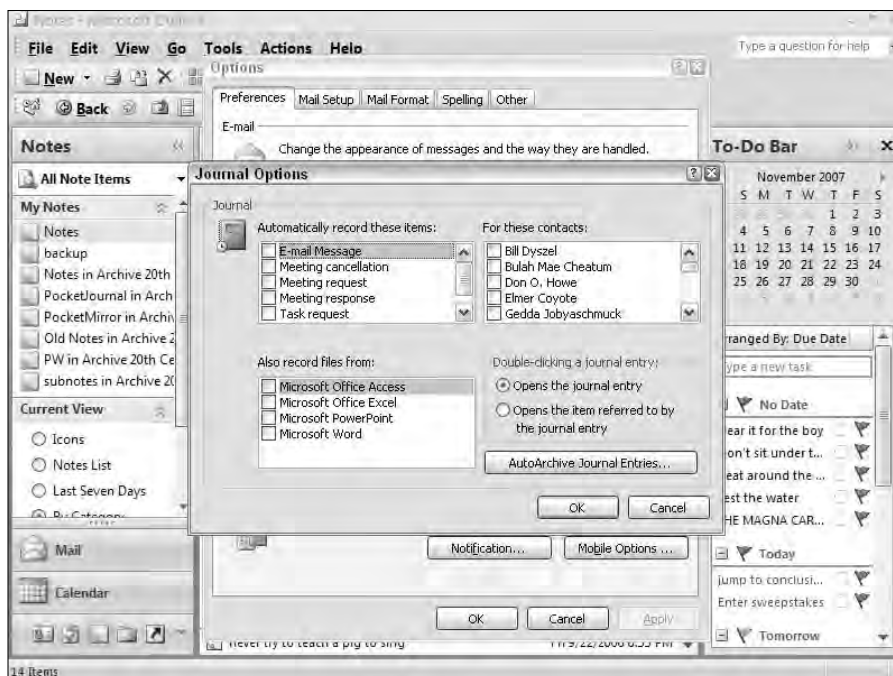 Notes - Microsoft Outlook
File Edit View Go Tools Actions Help
Type a question for help
New
Back
Options
Preferences Mail Setup Mail Format Spelling Other
E-mail
Change the appearance of messages and the way they are handled.
Notes
All Note Items
My Notes
Notes
backup
Notes in Archive 20th
PocketJournal in Arch
PocketMirror in Archiv
Old Notes in Archive 2
PW in Archive 20th Ce
subnotes in Archive 20
Current View
Icons
Notes List
Last Seven Days
By Category
Mail
Calendar
14 Items
Journal Options
Journal
Automatically record these items:
E-mail Message
Meeting cancellation
Meeting request
Meeting response
Task request
For these contacts:
Bill Dyszel
Bulah Mae Cheatum
Don O. Howe
Elmer Coyote
Gedda Jobyaschmuck
Also record files from:
Microsoft Office Access
Microsoft Office Excel
Microsoft PowerPoint
Microsoft Word
Double-clicking a journal entry:
Opens the journal entry
Opens the item referred to by
the journal entry
AutoArchive Journal Entries...
OK Cancel
Notification... Mobile Options ...
OK Cancel Apply
never try to teach a pig to sing
To-Do Bar
November 2007
S M T W T F S
1 2 3
4 5 6 7 8 9 10
11 12 13 14 15 16 17
18 19 20 21 22 23 24
25 26 27 28 29 30
rranged By: Due Date
ype a new task
No Date
ear it for the boy
on't sit under t...
eat around the ...
est the water
HE MAGNA CAR...
Today
jump to conclusi...
Enter sweepstakes
Tomorrow